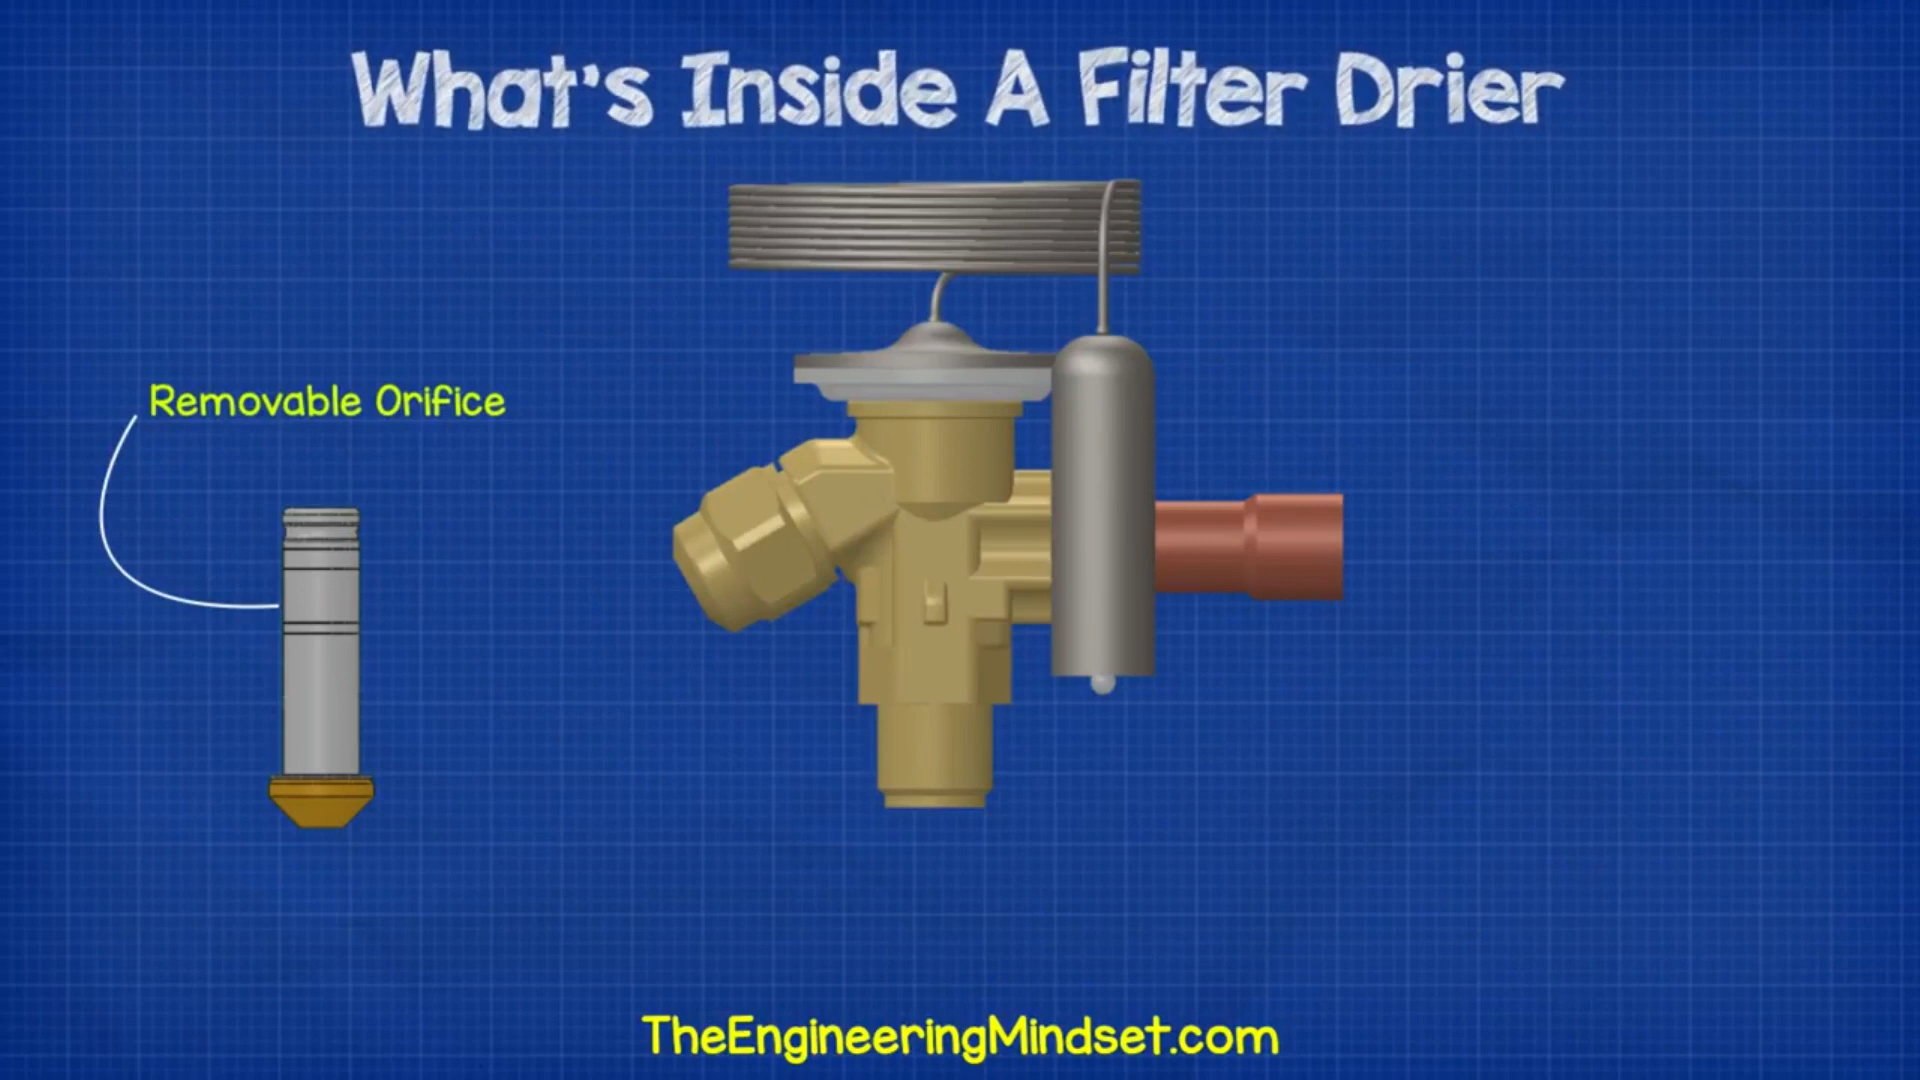 What's Inside A Filter Drier
Removable Orifice
TheEngineeringMindset.com